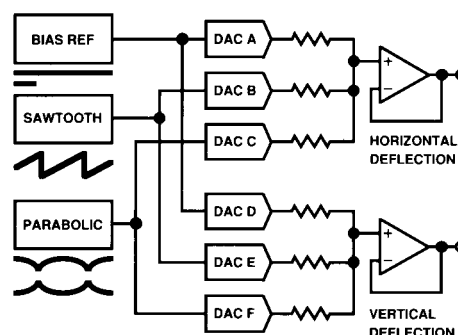 BIAS REF
SAWTOOTH
PARABOLIC
DAC A
DAC B
DAC C
DAC D
DAC E
DAC F
+
−
HORIZONTAL
DEFLECTION
+
−
VERTICAL
DEFLECTION